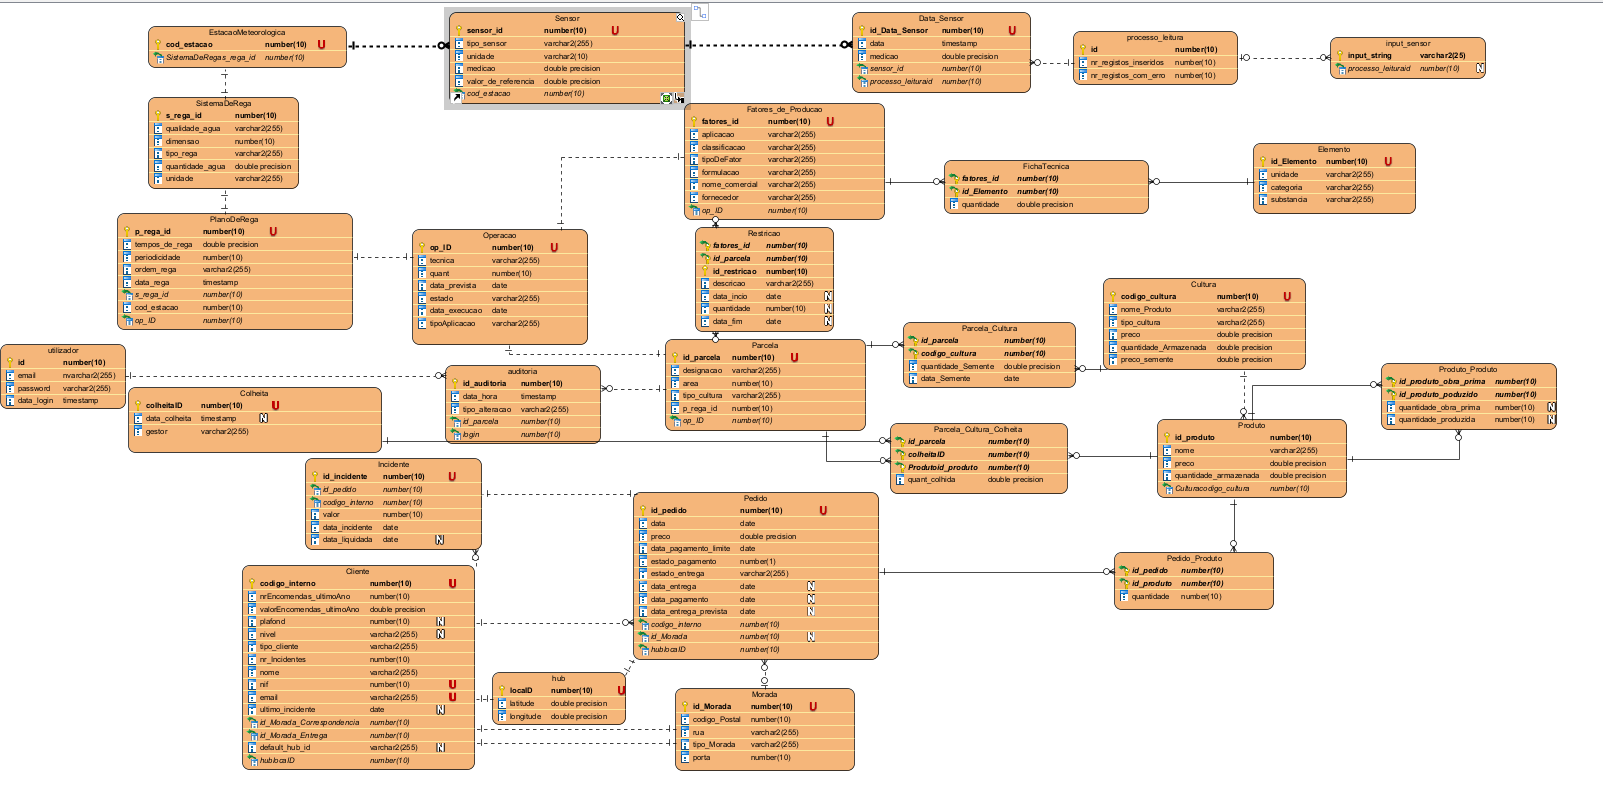 EstacaoMeteorologica
cod_estacao number(10) U
SistemaDeRegas_rega_id number(10)
Sensor
sensor_id number(10) U
tipo_sensor varchar2(255)
unidade varchar2(10)
medicao double precision
valor_de_referencia double precision
cod_estacao number(10)
Data_Sensor
id_Data_Sensor number(10) U
data timestamp
medicao double precision
sensor_id number(10)
processo_leituraid number(10)
processo_leitura
id number(10)
nr_registos_inseridos number(10)
nr_registos_com_erro number(10)
input_sensor
input_string varchar2(25)
processo_leituraid number(10) N
SistemaDeRega
s_rega_id number(10)
qualidade_agua varchar2(255)
dimensao number(10)
tipo_rega varchar2(255)
quantidade_agua double precision
unidade varchar2(255)
Fatores_de_Producao
fatores_id number(10) U
aplicacao varchar2(255)
classificacao varchar2(255)
tipoDeFator varchar2(255)
formulacao varchar2(255)
nome_comercial varchar2(255)
fornecedor varchar2(255)
op_ID number(10)
FichaTecnica
fatores_id number(10)
id_Elemento number(10)
quantidade double precision
Elemento
id_Elemento number(10) U
unidade varchar2(255)
categoria varchar2(255)
substancia varchar2(255)
PlanoDeRega
p_rega_id number(10) U
tempos_de_rega double precision
periodicidade number(10)
ordem_rega varchar2(255)
data_rega timestamp
s_rega_id number(10)
cod_estacao number(10)
op_ID number(10)
Operacao
op_ID number(10) U
tecnica varchar2(255)
quant number(10)
data_prevista date
estado varchar2(255)
data_execucao date
tipoAplicacao varchar2(255)
Restricao
fatores_id number(10)
id_parcela number(10)
id_restricao number(10)
descricao varchar2(255)
data_incio date N
quantidade number(10) N
data_fim date N
Cultura
codigo_cultura number(10) U
nome_Produto varchar2(255)
tipo_cultura varchar2(255)
preco double precision
quantidade_Armazenada double precision
preco_semente double precision
Parcela_Cultura
id_parcela number(10)
codigo_cultura number(10)
quantidade_Semente double precision
data_Semente date
Parcela
id_parcela number(10) U
designacao varchar2(255)
area number(10)
tipo_cultura varchar2(255)
p_rega_id number(10)
op_ID number(10)
utilizador
id number(10)
email nvarchar2(255)
password varchar2(255)
data_login timestamp
auditoria
id_auditoria number(10)
data_hora timestamp
tipo_alteracao varchar2(255)
id_parcela number(10)
login number(10)
Colheita
colheitaID number(10) U
data_colheita timestamp N
gestor varchar2(255)
Produto_Produto
id_produto_obra_prima number(10)
id_produto_poduzido number(10)
quantidade_obra_prima number(10) N
quantidade_produzida number(10) N
Parcela_Cultura_Colheita
id_parcela number(10)
colheitaID number(10)
Produtoid_produto number(10)
quant_colhida double precision
Produto
id_produto number(10)
nome varchar2(255)
preco double precision
quantidade_armazenada double precision
Culturacodigo_cultura number(10)
Incidente
id_incidente number(10) U
id_pedido number(10)
codigo_interno number(10)
valor number(10)
data_incidente date
data_liquidada date N
Pedido
id_pedido number(10) U
data date
preco double precision
data_pagamento_limite date
estado_pagamento number(1)
estado_entrega varchar2(255)
data_entrega date N
data_pagamento date N
data_entrega_prevista date N
codigo_interno number(10)
id_Morada number(10) N
hublocalD number(10)
Pedido_Produto
id_pedido number(10)
id_produto number(10)
quantidade number(10)
Cliente
codigo_interno number(10) U
nrEncomendas_ultimoAno number(10)
valorEncomendas_ultimoAno double precision
plafond number(10) N
nivel varchar2(255) N
tipo_cliente varchar2(255)
nr_Incidentes number(10)
nome varchar2(255)
nif number(10) U
email varchar2(255) U
ultimo_incidente date N
id_Morada_Correspondencia number(10)
id_Morada_Entrega number(10)
default_hub_id varchar2(255) N
hublocalD number(10)
hub
localD number(10) U
latitude double precision
longitude double precision
Morada
id_Morada number(10) U
codigo_Postal number(10)
rua varchar2(255)
tipo_Morada varchar2(255)
porta number(10)